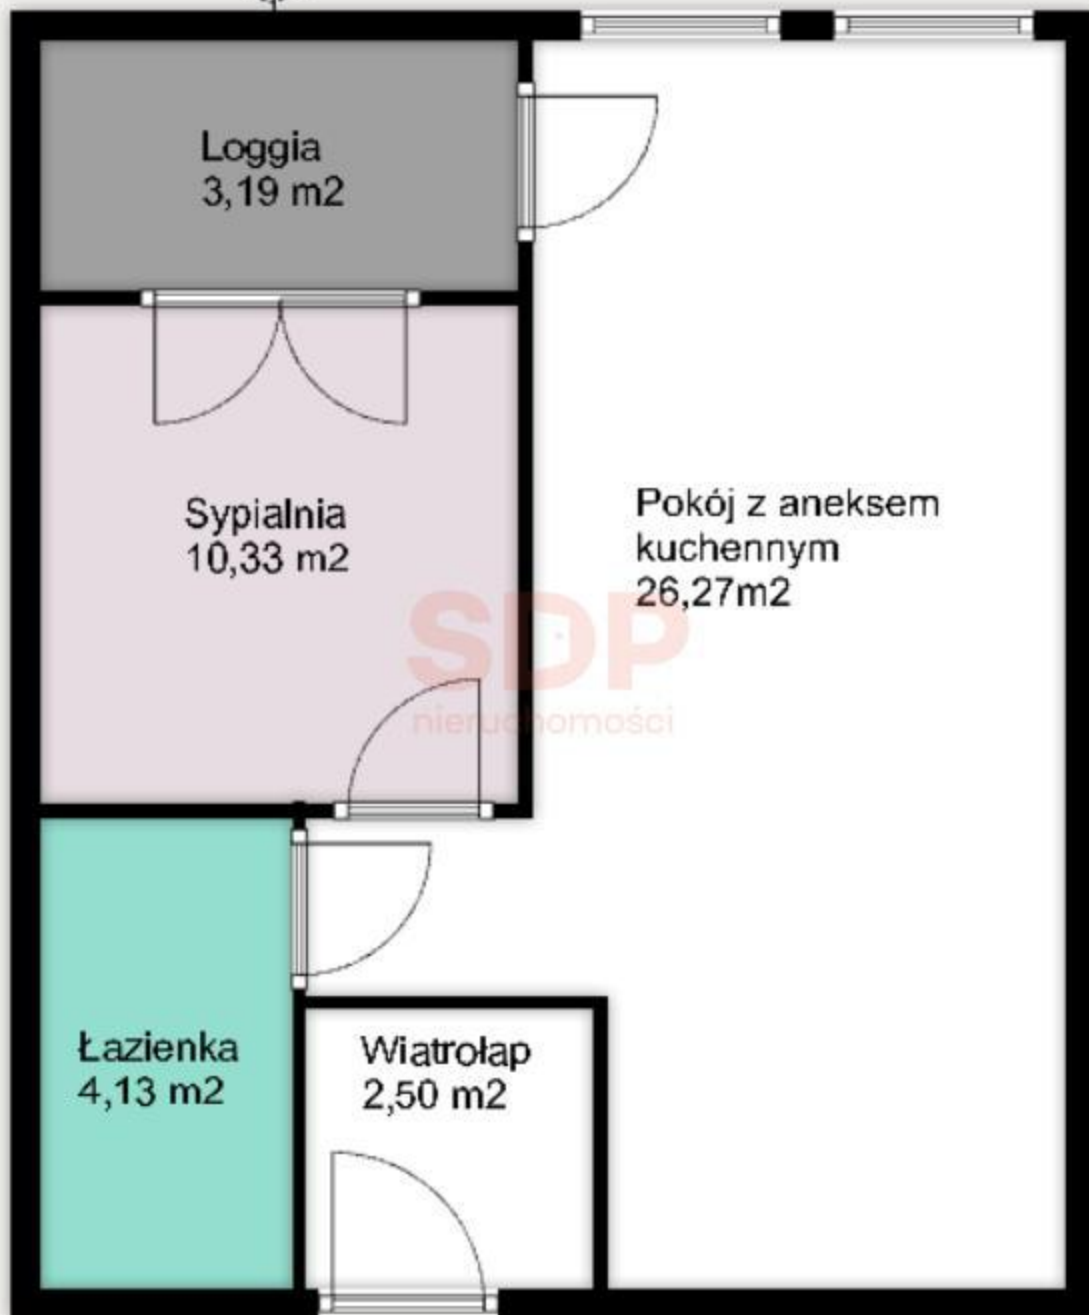 Loggia
3,19 m2
Sypialnia
10,33 m2
Pokój z aneksem
kuchennym
26,27m2
SDP
nieruchomości
Łazienka
4,13 m2
Wiatrołap
2,50 m2